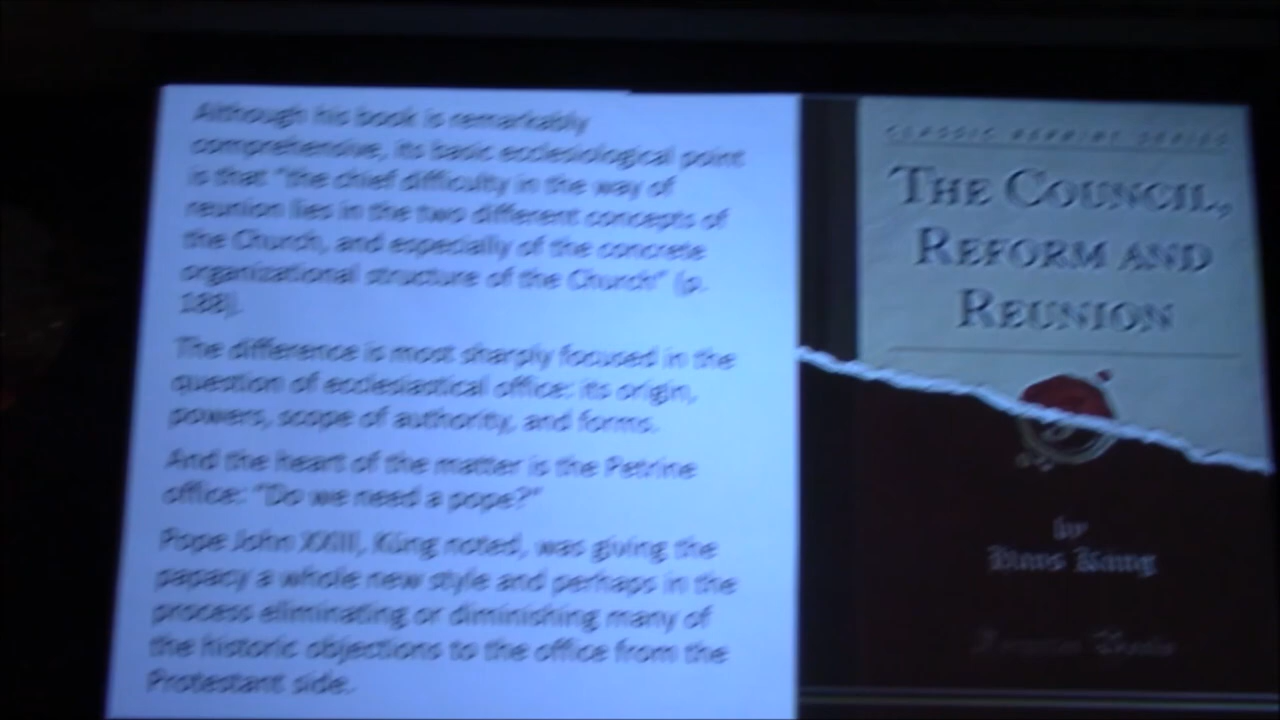 Although his book is remarkably
comprehensive, its basic ecclesiological point
is that "the chief difficulty in the way of
reunion lies in the two different concepts of
the Church, and especially of the concrete
organizational structure of the Church" (p.
188).
The difference is most sharply focused in the
question of ecclesiastical office: its origin,
powers, scope of authority, and forms.
And the heart of the matter is the Petrine
office: "Do we need a pope?"
Pope John XXIII, Küng noted, was giving the
papacy a whole new style and perhaps in the
process eliminating or diminishing many of
the historic objections to the office from the
Protestant side.
CLASSIC REPRINT SERIES
THE COUNCIL,
REFORM AND
REUNION
by
Hans Kung